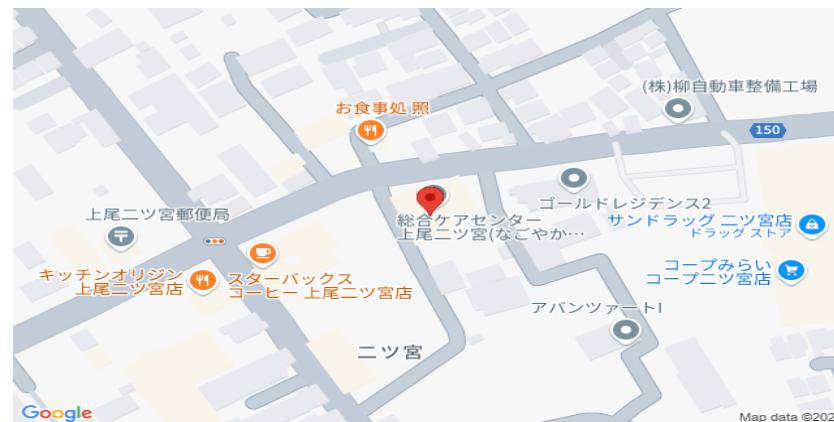 (株)柳自動車整備工場
お食事処 照
150
ゴールドレジデンス2
上尾二ツ宮郵便局
総合ケアセンター
上尾二ツ宮(なごやか…
サンドラッグ 二ツ宮店
ドラッグ ストア
キッチンオリジン
上尾二ツ宮店
スターバックス
コーヒー 上尾二ツ宮店
コープみらい
コープ二ツ宮店
アバンツァートI
二ツ宮
Google
Map data ©202